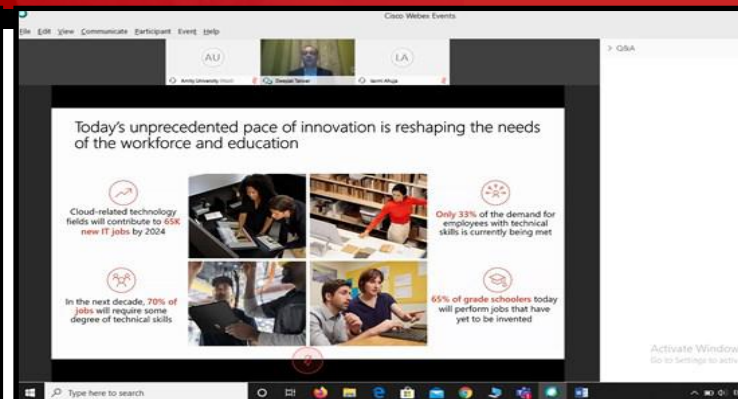 Cisco Webex Events
File Edit View Communicate Participant Event Help
AU
LA
Amity University
Deepak Talwar
laxmi Ahuja
Q&A
Today's unprecedented pace of innovation is reshaping the needs
of the workforce and education
Cloud-related technology
fields will contribute to 65K
new IT jobs by 2024
Only 33% of the demand for
employees with technical
skills is currently being met
In the next decade, 70% of
jobs will require some
degree of technical skills
65% of grade schoolers today
will perform jobs that have
yet to be invented
Activate Window
Go to Settings to activ
Type here to search